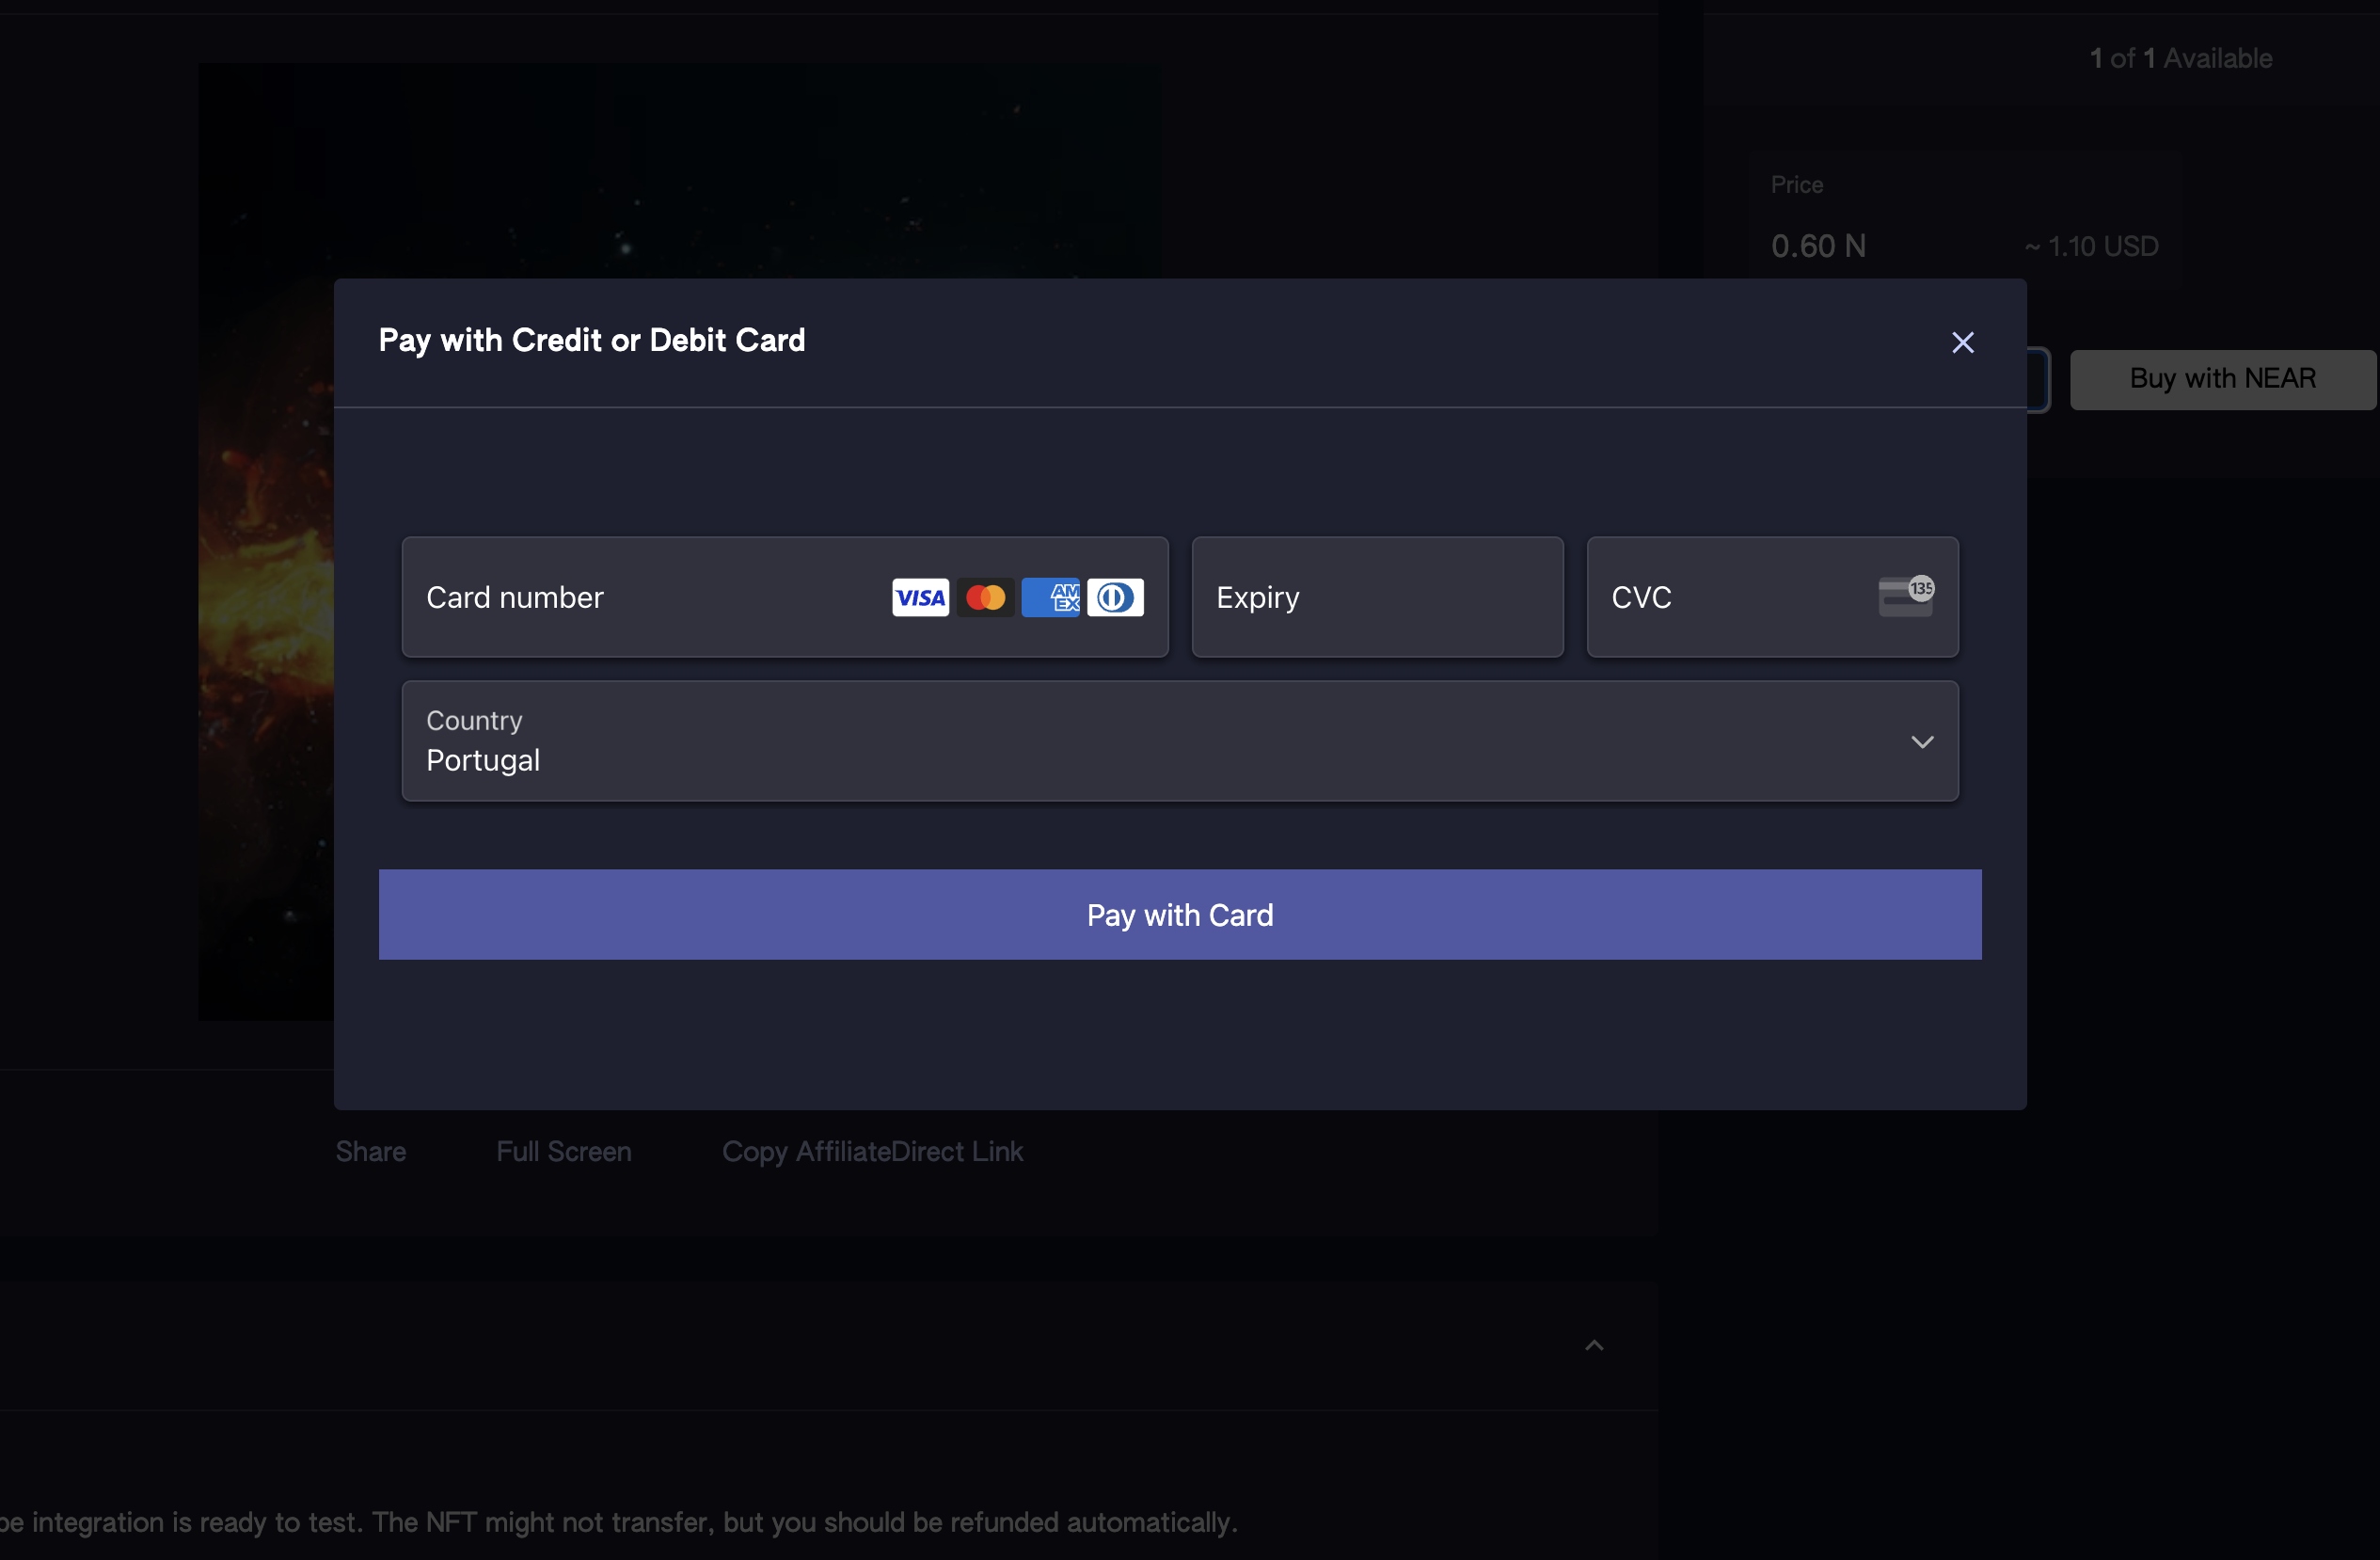 1 of 1 Available
Price
0.60 N
~ 1.10 USD
Pay with Credit or Debit Card
Buy with NEAR
Card number
VISA
AM
EX
Expiry
CVC
135
Country
Portugal
Pay with Card
Share
Full Screen
Copy AffiliateDirect Link
be integration is ready to test. The NFT might not transfer, but you should be refunded automatically.